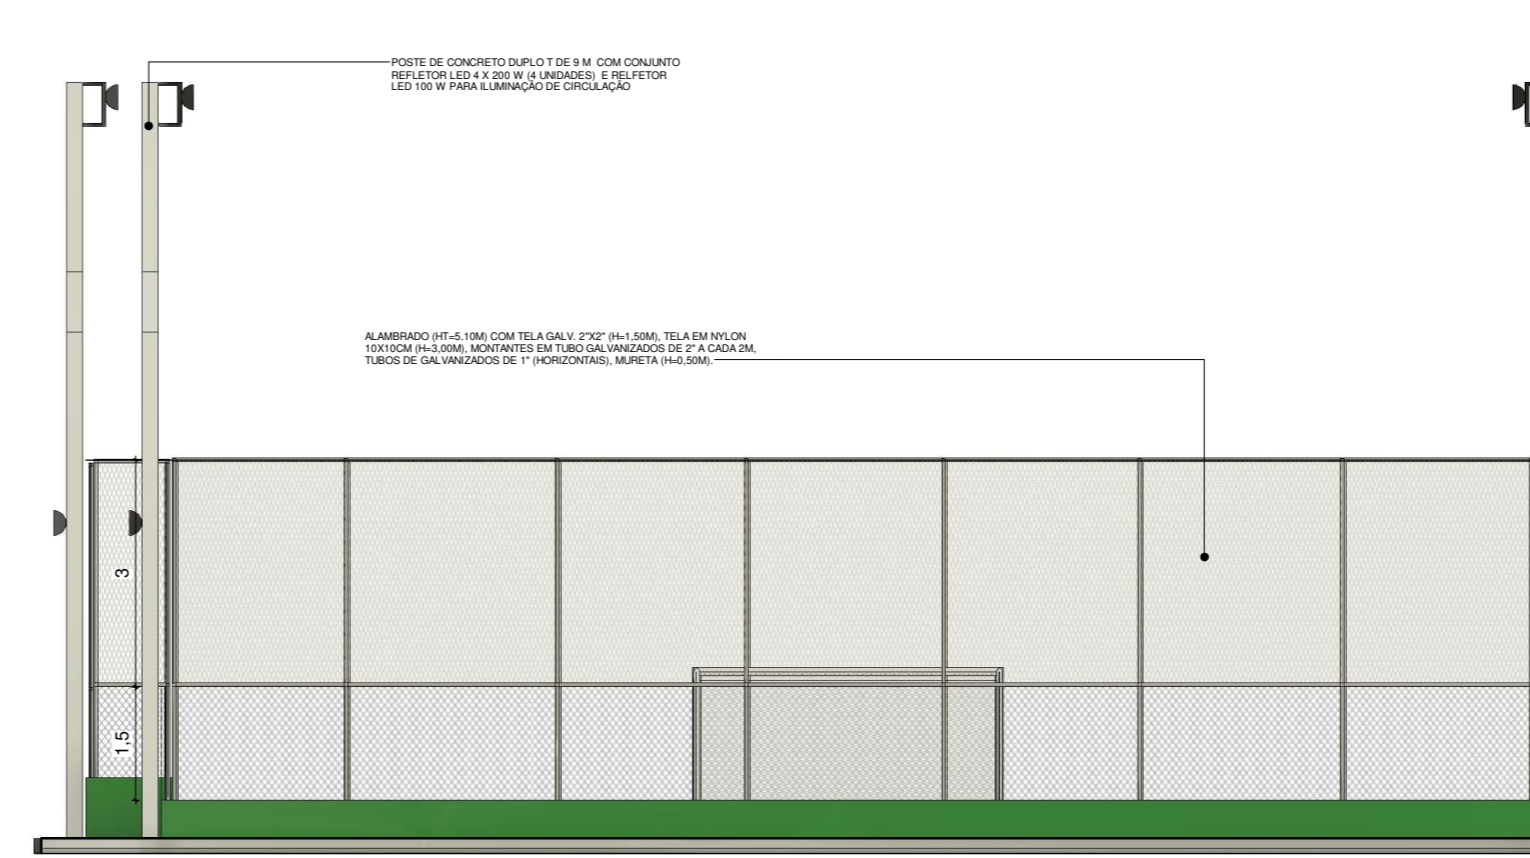 POSTE DE CONCRETO DUPLO T DE 9 M  COM CONJUNTO
REFLETOR LED 4 X 200 W (4 UNIDADES)  E RELFETOR
LED 100 W PARA ILUMINAÇÃO DE CIRCULAÇÃO
ALAMBRADO (HT=5.10M) COM TELA GALV. 2"X2" (H=1,50M), TELA EM NYLON
10X10CM (H=3,00M), MONTANTES EM TUBO GALVANIZADOS DE 2" A CADA 2M,
TUBOS DE GALVANIZADOS DE 1" (HORIZONTAIS), MURETA (H=0,50M).
3
1,5